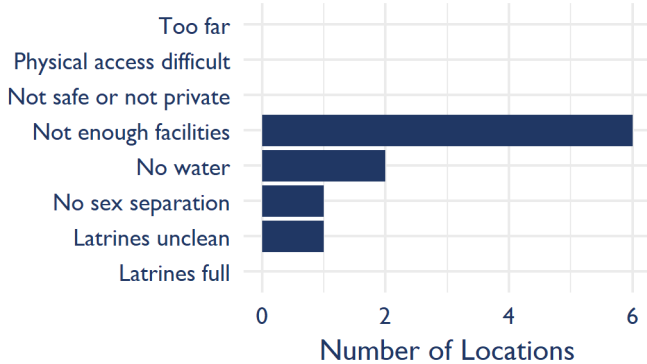 Too far
Physical access difficult
Not safe or not private
Not enough facilities
No water
No sex separation
Latrines unclean
Latrines full
0 2 4 6
Number of Locations